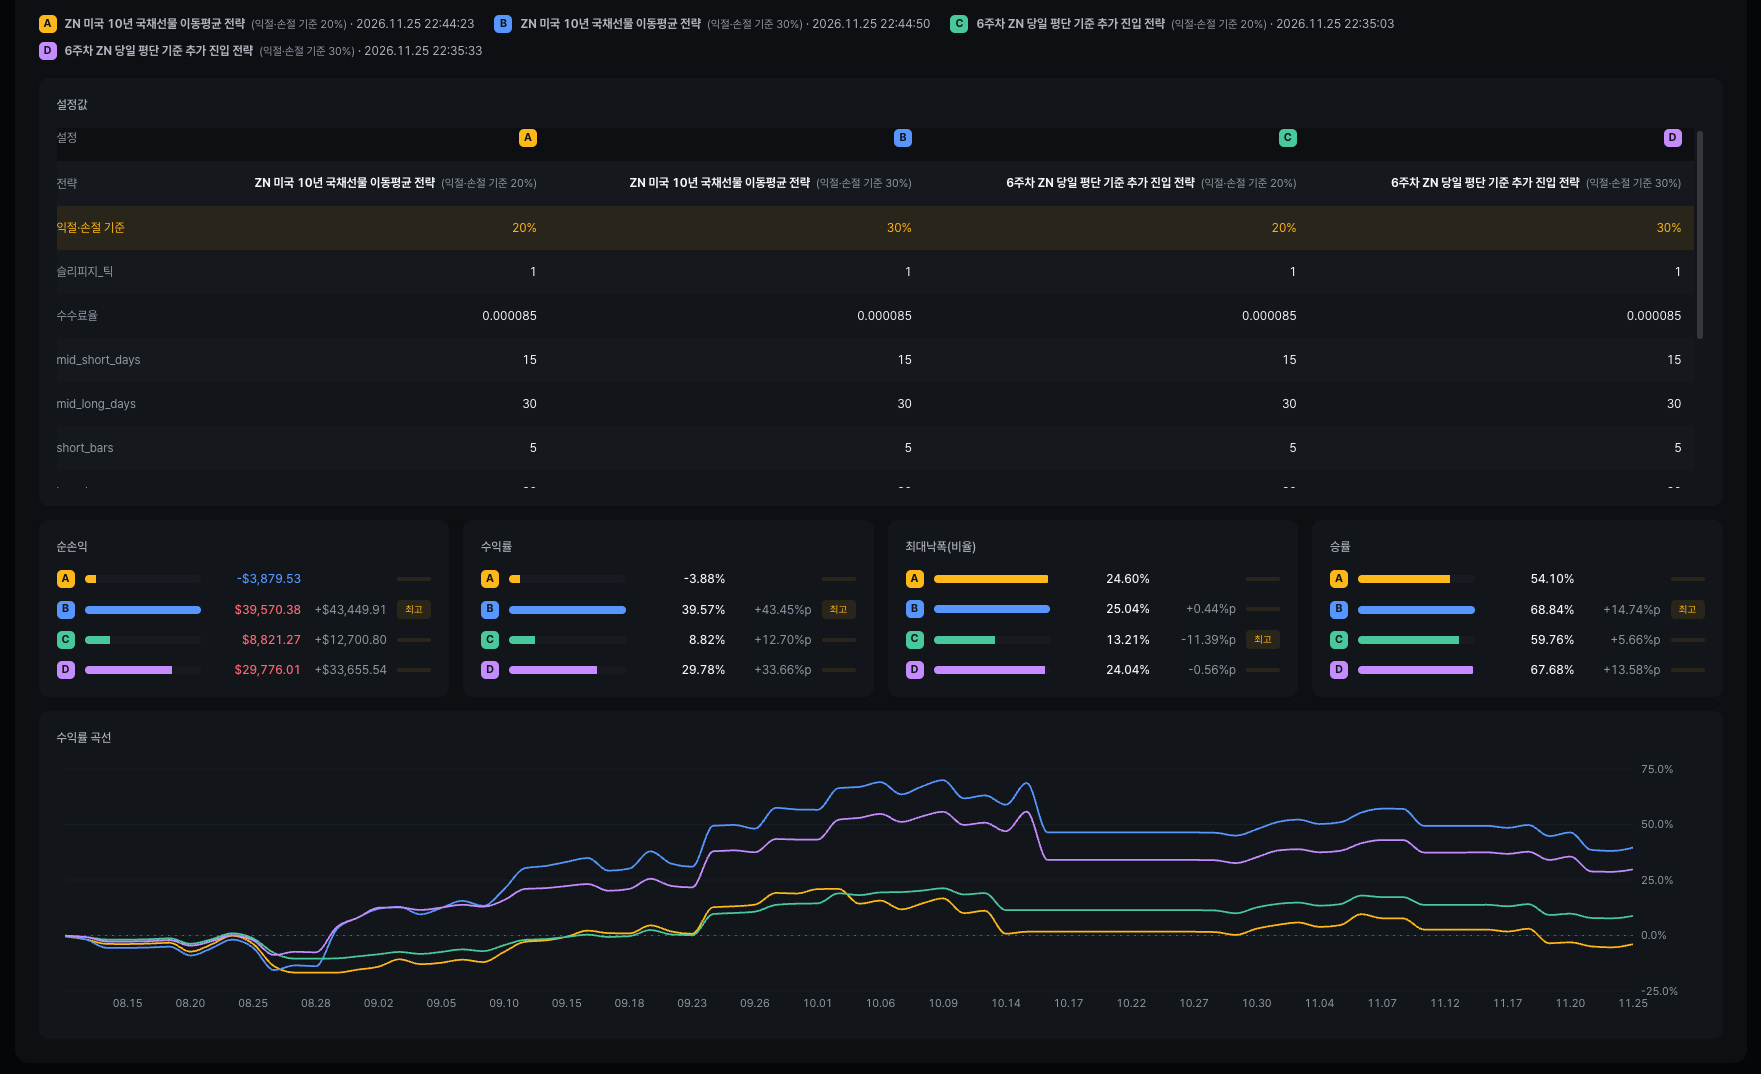 A ZN 미국 10년 국채선물 이동평균 전략 (익절·손절 기준 20%) · 2026.11.25 22:44:23 B ZN 미국 10년 국채선물 이동평균 전략 (익절·손절 기준 30%) · 2026.11.25 22:44:50 C 6주차 ZN 당일 평단 기준 추가 진입 전략 (익절·손절 기준 20%) · 2026.11.25 22:35:03
D 6주차 ZN 당일 평단 기준 추가 진입 전략 (익절·손절 기준 30%) · 2026.11.25 22:35:33
설정값
설정 A B C D
전략 ZN 미국 10년 국채선물 이동평균 전략 (익절·손절 기준 20%) ZN 미국 10년 국채선물 이동평균 전략 (익절·손절 기준 30%) 6주차 ZN 당일 평단 기준 추가 진입 전략 (익절·손절 기준 20%) 6주차 ZN 당일 평단 기준 추가 진입 전략 (익절·손절 기준 30%)
익절·손절 기준 20% 30% 20% 30%
슬리피지_틱 1 1 1 1
수수료율 0.000085 0.000085 0.000085 0.000085
mid_short_days 15 15 15 15
mid_long_days 30 30 30 30
short_bars 5 5 5 5
순손익
A -$3,879.53
B $39,570.38 +$43,449.91 최고
C $8,821.27 +$12,700.80
D $29,776.01 +$33,655.54
수익률
A -3.88%
B 39.57% +43.45%p 최고
C 8.82% +12.70%p
D 29.78% +33.66%p
최대낙폭(비율)
A 24.60%
B 25.04% +0.44%p
C 13.21% -11.39%p 최고
D 24.04% -0.56%p
승률
A 54.10%
B 68.84% +14.74%p 최고
C 59.76% +5.66%p
D 67.68% +13.58%p
수익률 곡선
75.0%
50.0%
25.0%
0.0%
-25.0%
08.15 08.20 08.25 08.28 09.02 09.05 09.10 09.15 09.18 09.23 09.26 10.01 10.06 10.09 10.14 10.17 10.22 10.27 10.30 11.04 11.07 11.12 11.17 11.20 11.25